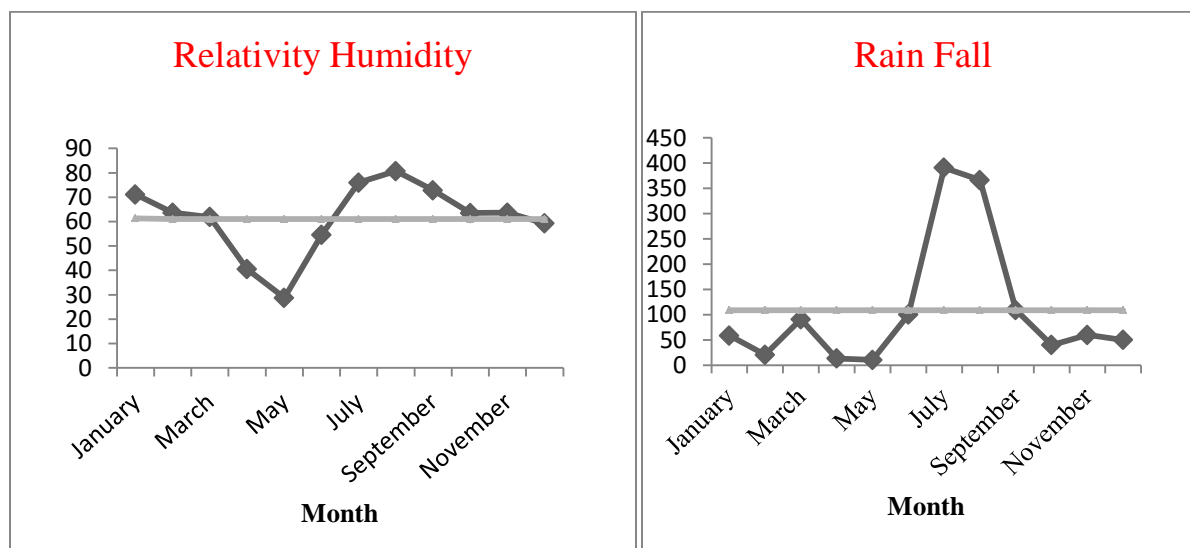 Relativity Humidity
90
80
70
60
50
40
30
20
10
0
January
March
May
July
September
November
Month
Rain Fall
450
400
350
300
250
200
150
100
50
0
January
March
May
July
September
November
Month